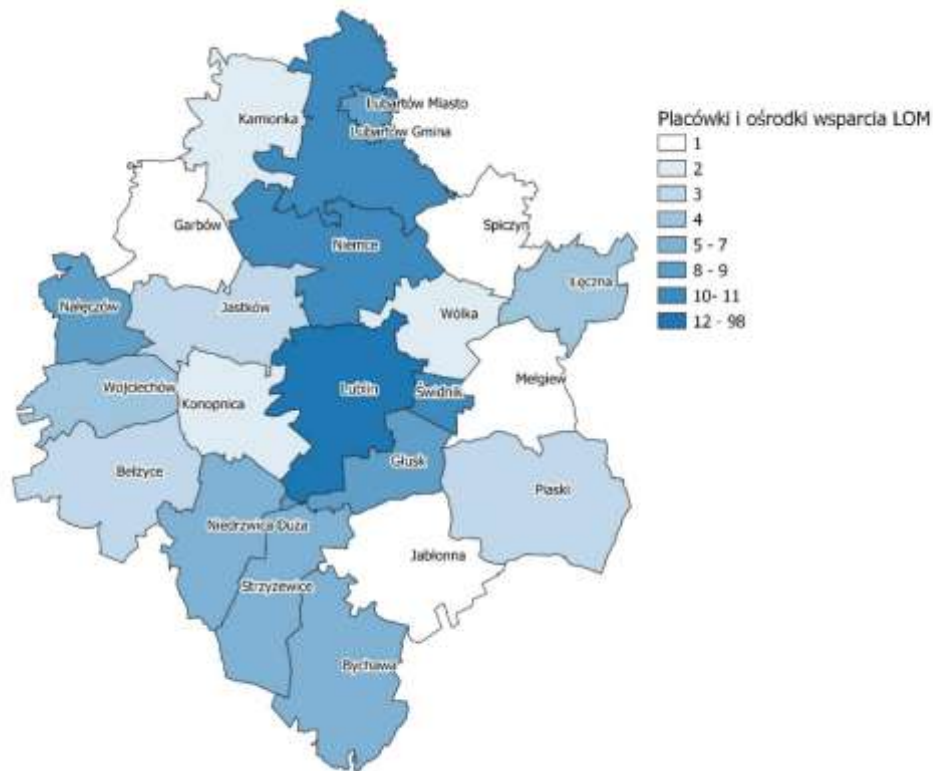 Lubartów Miasto
Kamionka
Lubartów Gmina
Placówki i ośrodki wsparcia LOM
1
2
3
4
5 - 7
8 - 9
10- 11
12 - 98
Garbów
Spiczyn
Niemce
Łęczna
Nałęczów
Jastków
Wólka
Wojciechów
Konopnica
Lublin
Świdnik
Mełgiew
Bełżyce
Głusk
Piaski
Niedrzwica Duża
Jabłonna
Strzyżewice
Bychawa